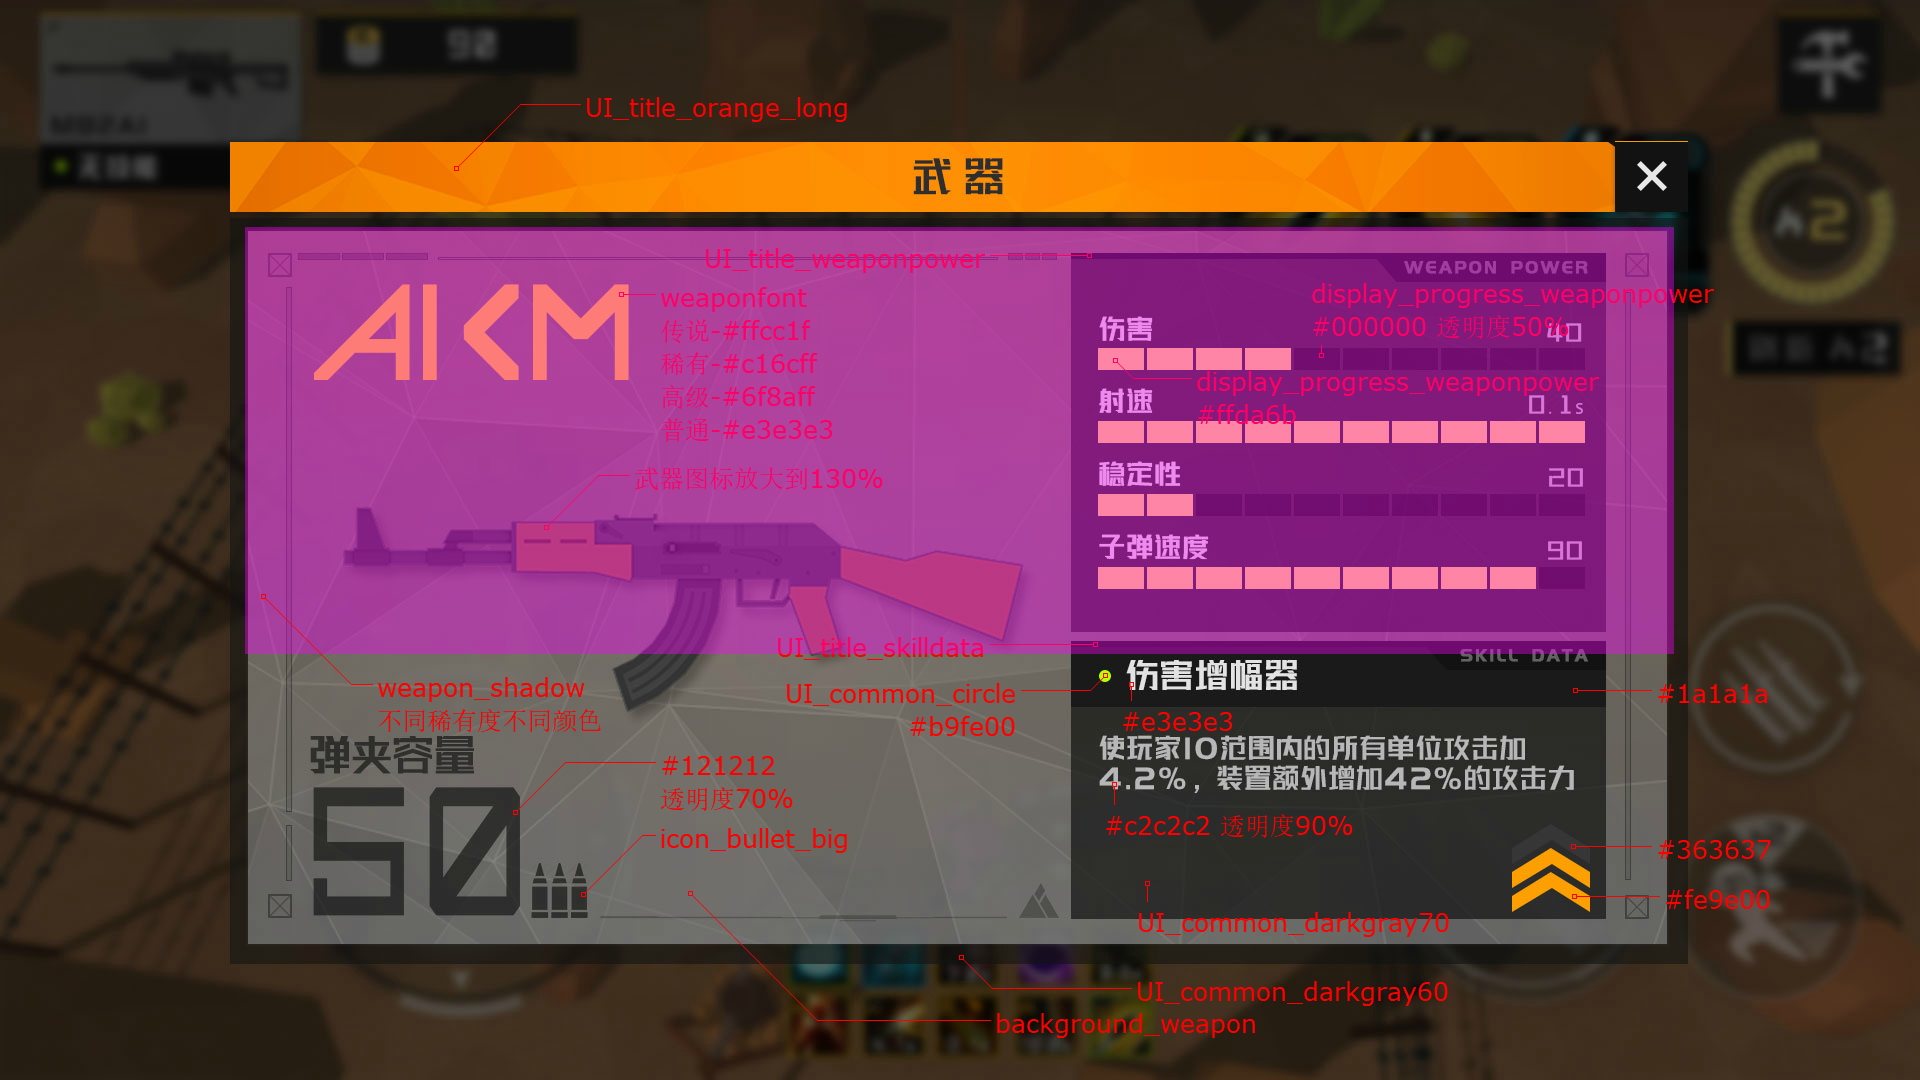 90
M82A1
无技能
UI_title_orange_long
武器
UI_title_weaponpower
WEAPON POWER
AKM
weaponfont
传说-#ffcc1f
稀有-#c16cff
高级-#6f8aff
普通-#e3e3e3
display_progress_weaponpower
#000000 透明度50%
伤害
40
display_progress_weaponpower
#ffda6b
射速
0.1s
武器图标放大到130%
稳定性
20
子弹速度
90
UI_title_skilldata
SKILL DATA
伤害增幅器
UI_common_circle
#b9fe00
#1a1a1a
#e3e3e3
weapon_shadow
不同稀有度不同颜色
弹夹容量
50
#121212
透明度70%
icon_bullet_big
使玩家10范围内的所有单位攻击加
4.2%，装置额外增加42%的攻击力
#c2c2c2 透明度90%
#363637
#fe9e00
UI_common_darkgray70
UI_common_darkgray60
background_weapon